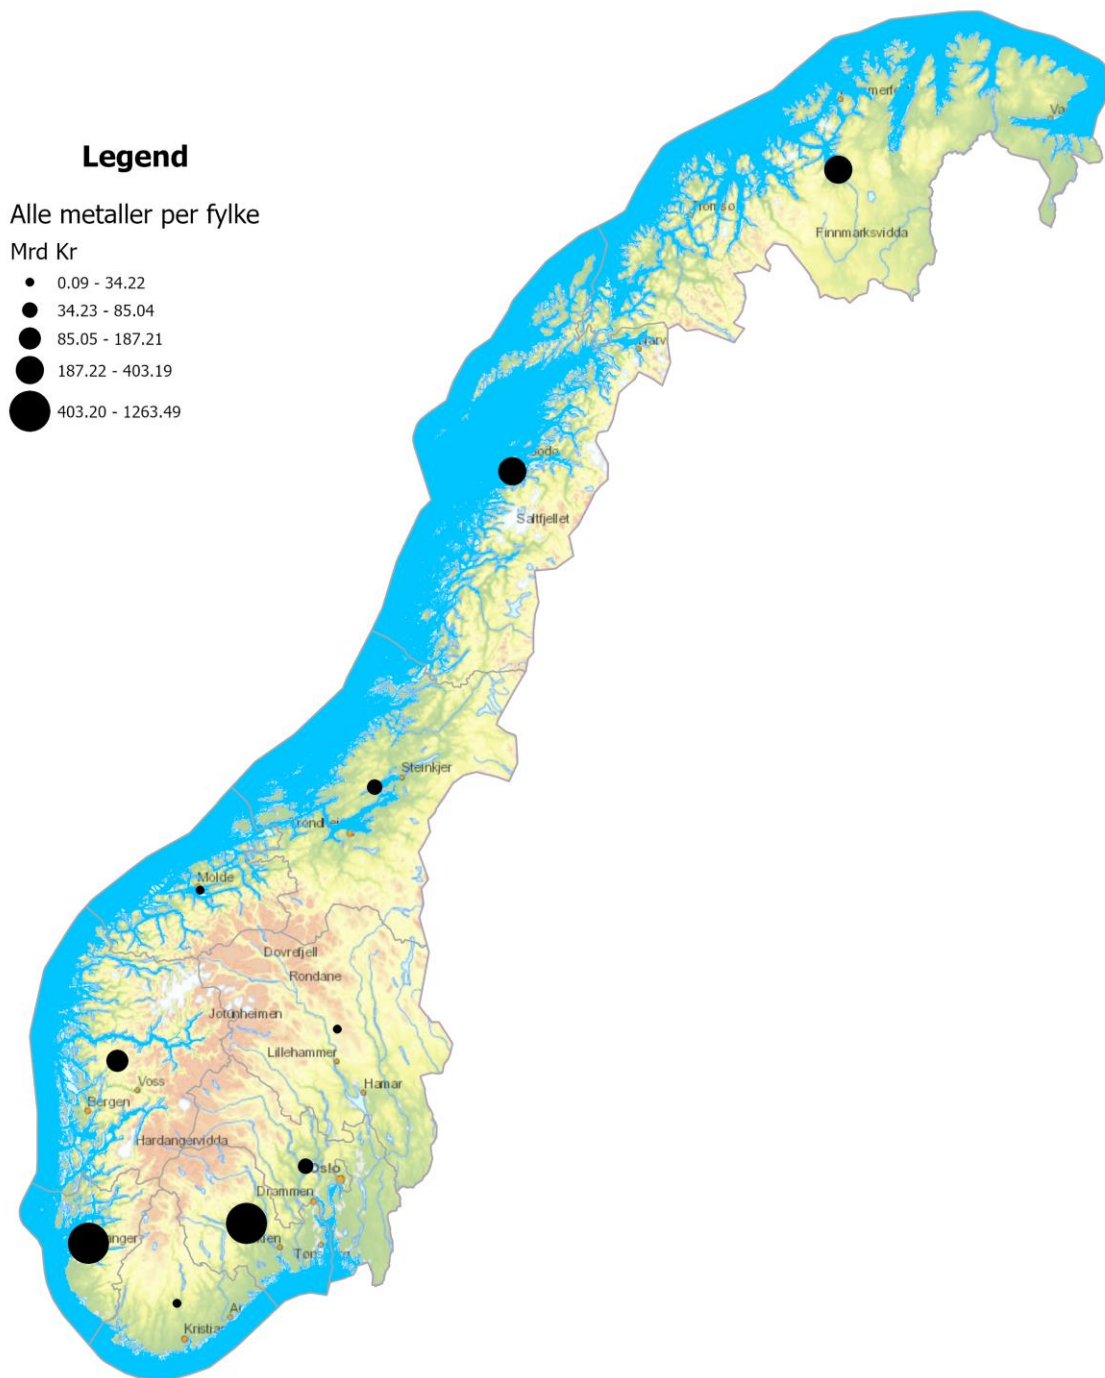 Legend
Alle metaller per fylke
Mrd Kr
0.09 - 34.22
34.23 - 85.04
85.05 - 187.21
187.22 - 403.19
403.20 - 1263.49
Finnmarksvidda
Saltfjellet
Steinkjer
Molde
Dovrefjell
Rondane
Jotunheimen
Lillehammer
Voss
Hamar
Bergen
Hardangervidda
Oslo
Drammen